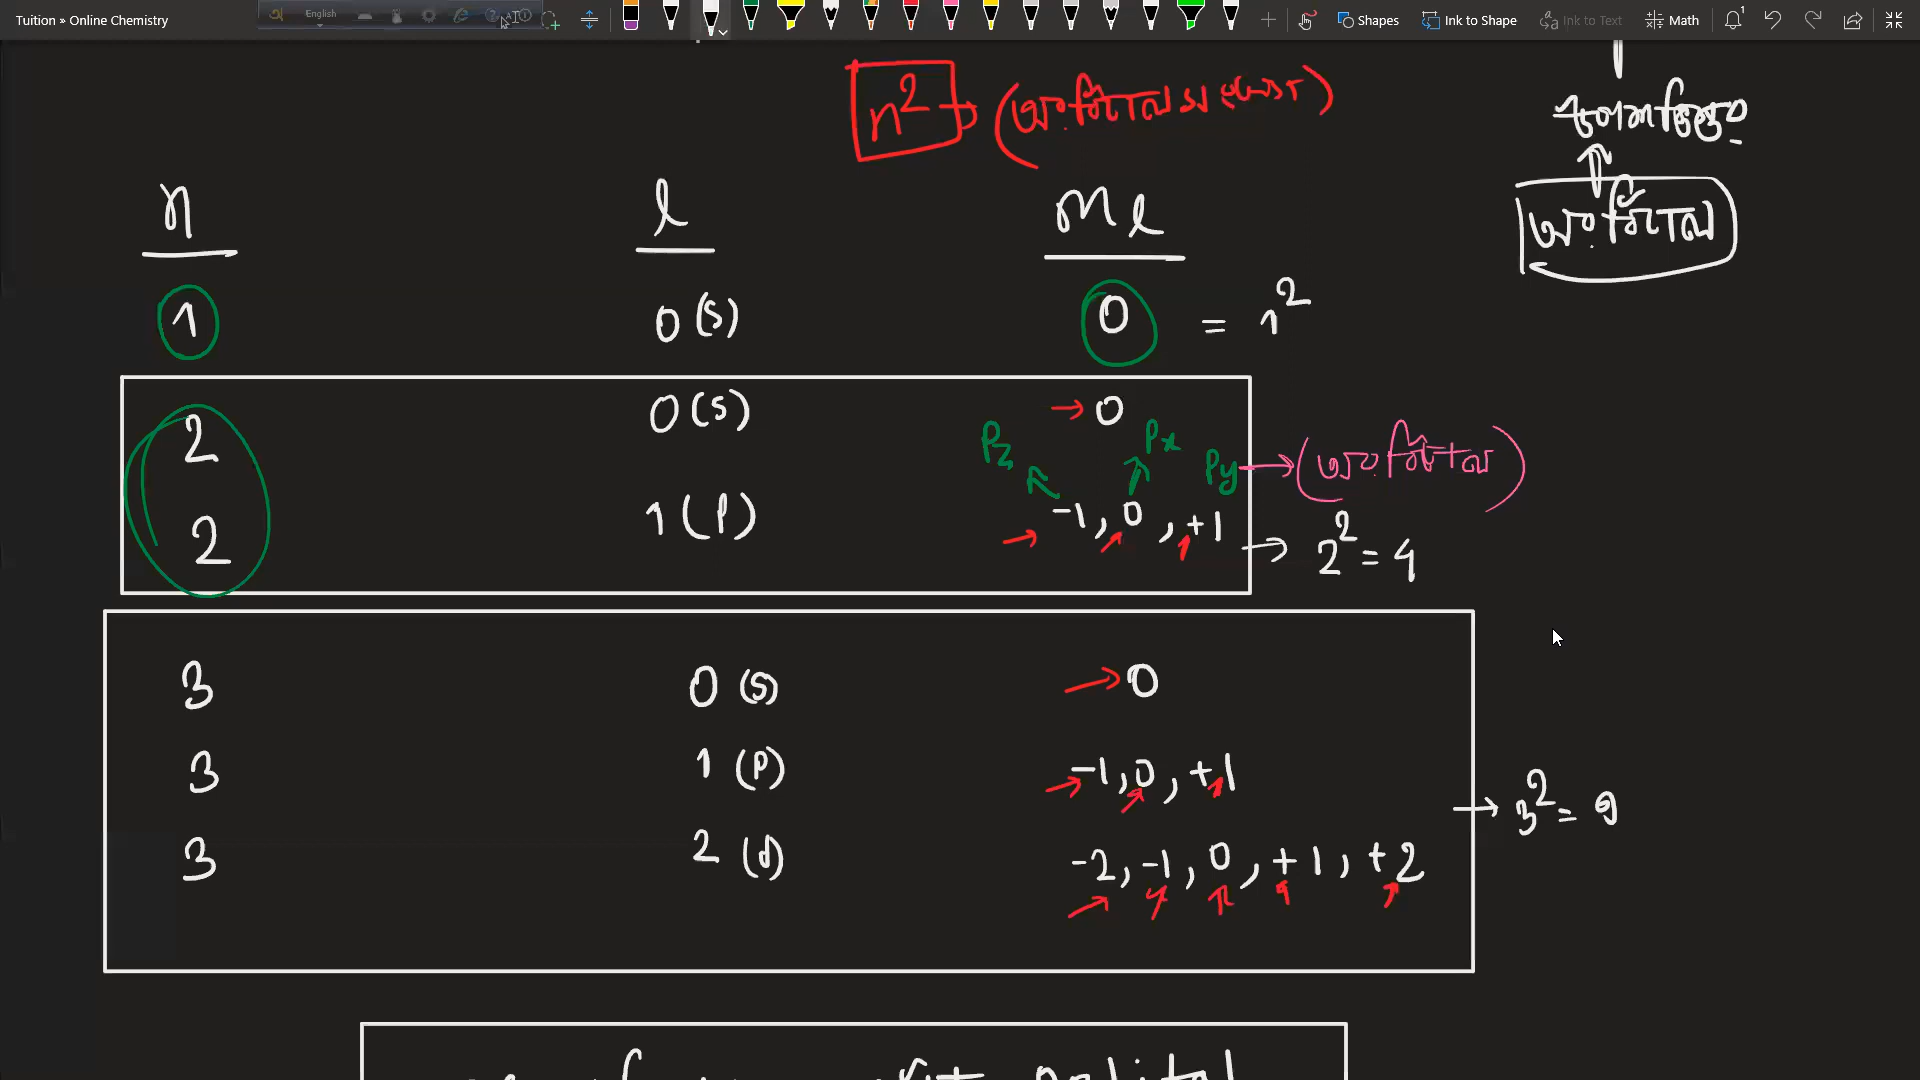 Tuition » Online Chemistry
English
Shapes
Ink to Shape
Ink to Text
Math
n² → (অরবিটাল
অরবিটাল
n l ml
1 0 (s) 0 = 1²
2 0 (s) → 0
Pz Px Py → (অরবিটাল)
2 1 (p) -1, 0, +1 → 2² = 4
3 0 (s) → 0
3 1 (p) → -1, 0, +1
→ 3² = 9
3 2 (d) -2, -1, 0, +1, +2
orbital